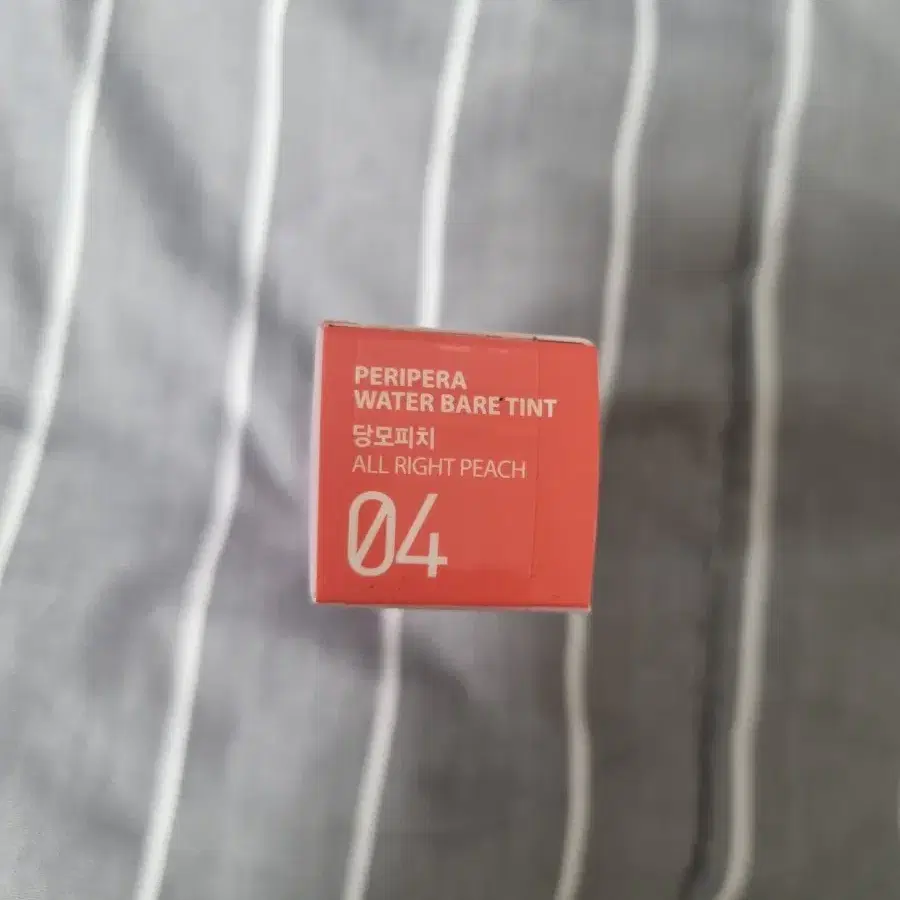 PERIPERA
WATER BARE TINT
당모피치
ALL RIGHT PEACH
04